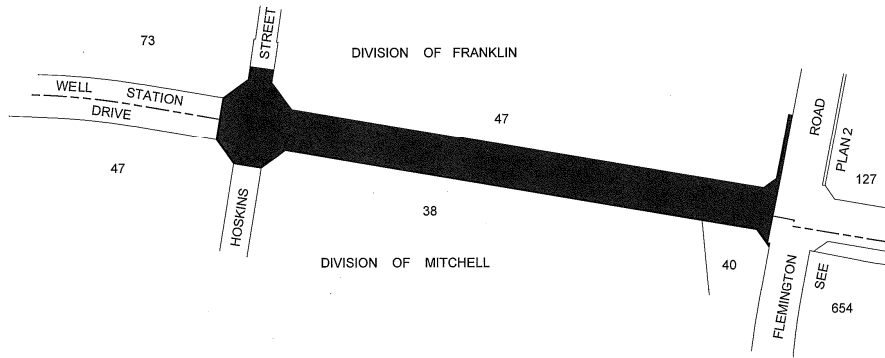 73
STREET
DIVISION OF FRANKLIN
WELL STATION
DRIVE
47
ROAD
PLAN 2
127
47
38
HOSKINS
DIVISION OF MITCHELL
40
FLEMINGTON
SEE
654